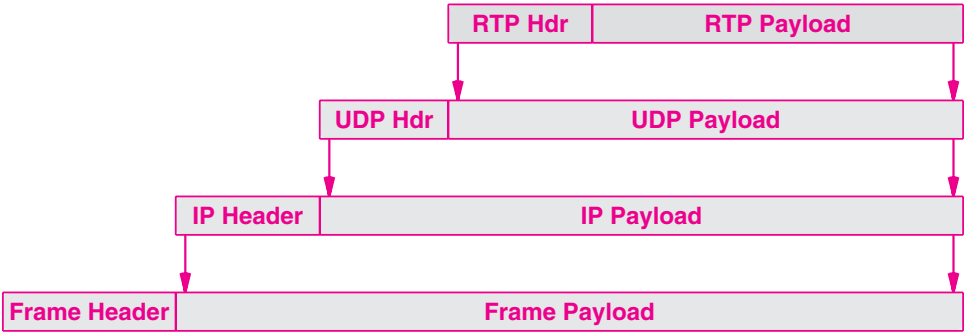 RTP Hdr RTP Payload
UDP Hdr UDP Payload
IP Header IP Payload
Frame Header Frame Payload